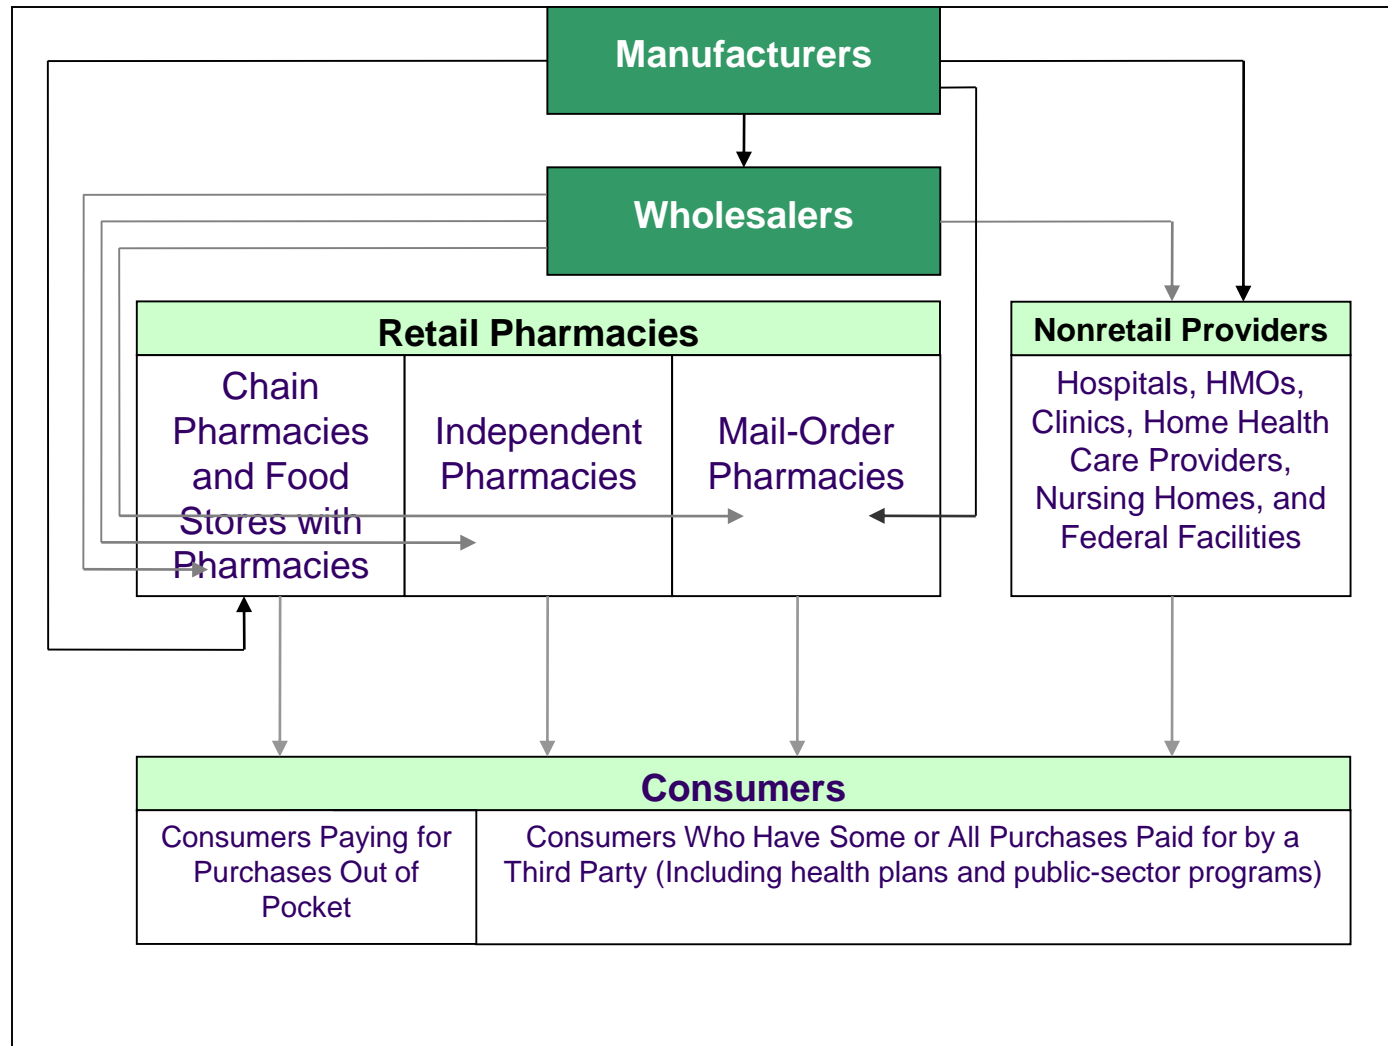 Manufacturers
Wholesalers
Retail Pharmacies
Chain
Pharmacies
and Food
Stores with
Pharmacies
Independent
Pharmacies
Mail-Order
Pharmacies
Nonretail Providers
Hospitals, HMOs,
Clinics, Home Health
Care Providers,
Nursing Homes, and
Federal Facilities
Consumers
Consumers Paying for
Purchases Out of
Pocket
Consumers Who Have Some or All Purchases Paid for by a
Third Party (Including health plans and public-sector programs)